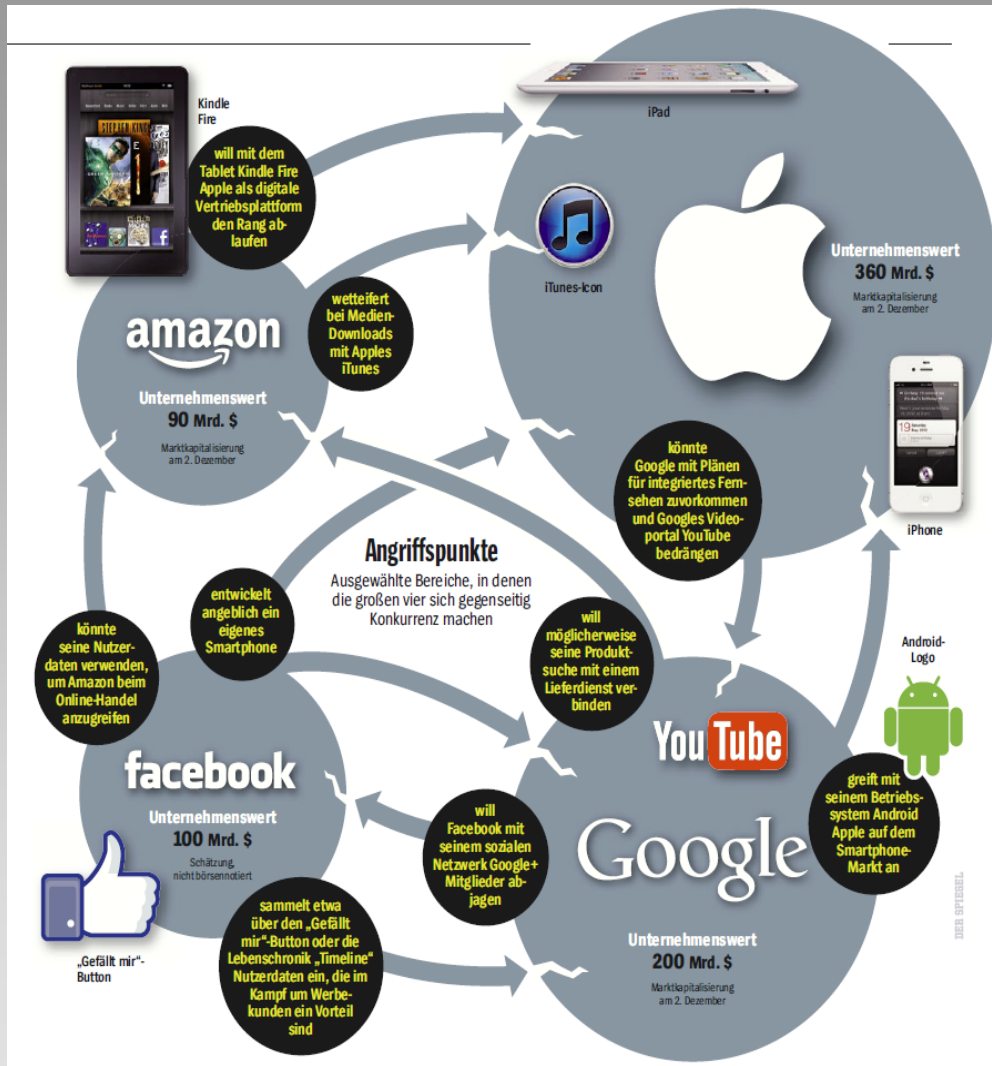 Kindle
Fire
will mit dem
Tablet Kindle Fire
Apple als digitale
Vertriebsplattform
den Rang ab-
laufen
iPad
iTunes-Icon
Unternehmenswert
360 Mrd. $
Marktkapitalisierung
am 2. Dezember
amazon
Unternehmenswert
90 Mrd. $
Marktkapitalisierung
am 2. Dezember
wetteifert
bei Medien-
Downloads
mit Apples
iTunes
iPhone
könnte
Google mit Plänen
für integriertes Fern-
sehen zuvorkommen
und Googles Video-
portal YouTube
bedrängen
Angriffspunkte
Ausgewählte Bereiche, in denen
die großen vier sich gegenseitig
Konkurrenz machen
entwickelt
angeblich ein
eigenes
Smartphone
könnte
seine Nutzer-
daten verwenden,
um Amazon beim
Online-Handel
anzugreifen
will
möglicherweise
seine Produkt-
suche mit einem
Lieferdienst ver-
binden
Android-
Logo
facebook
Unternehmenswert
100 Mrd. $
Schätzung,
nicht börsennotiert
„Gefällt mir“-
Button
YouTube
Google
greift mit
seinem Betriebs-
system Android
Apple auf dem
Smartphone-
Markt an
will
Facebook mit
seinem sozialen
Netzwerk Google+
Mitglieder ab-
jagen
sammelt etwa
über den „Gefällt
mir“-Button oder die
Lebenschronik „Timeline“
Nutzerdaten ein, die im
Kampf um Werbe-
kunden ein Vorteil
sind
Unternehmenswert
200 Mrd. $
Marktkapitalisierung
am 2. Dezember
DER SPIEGEL